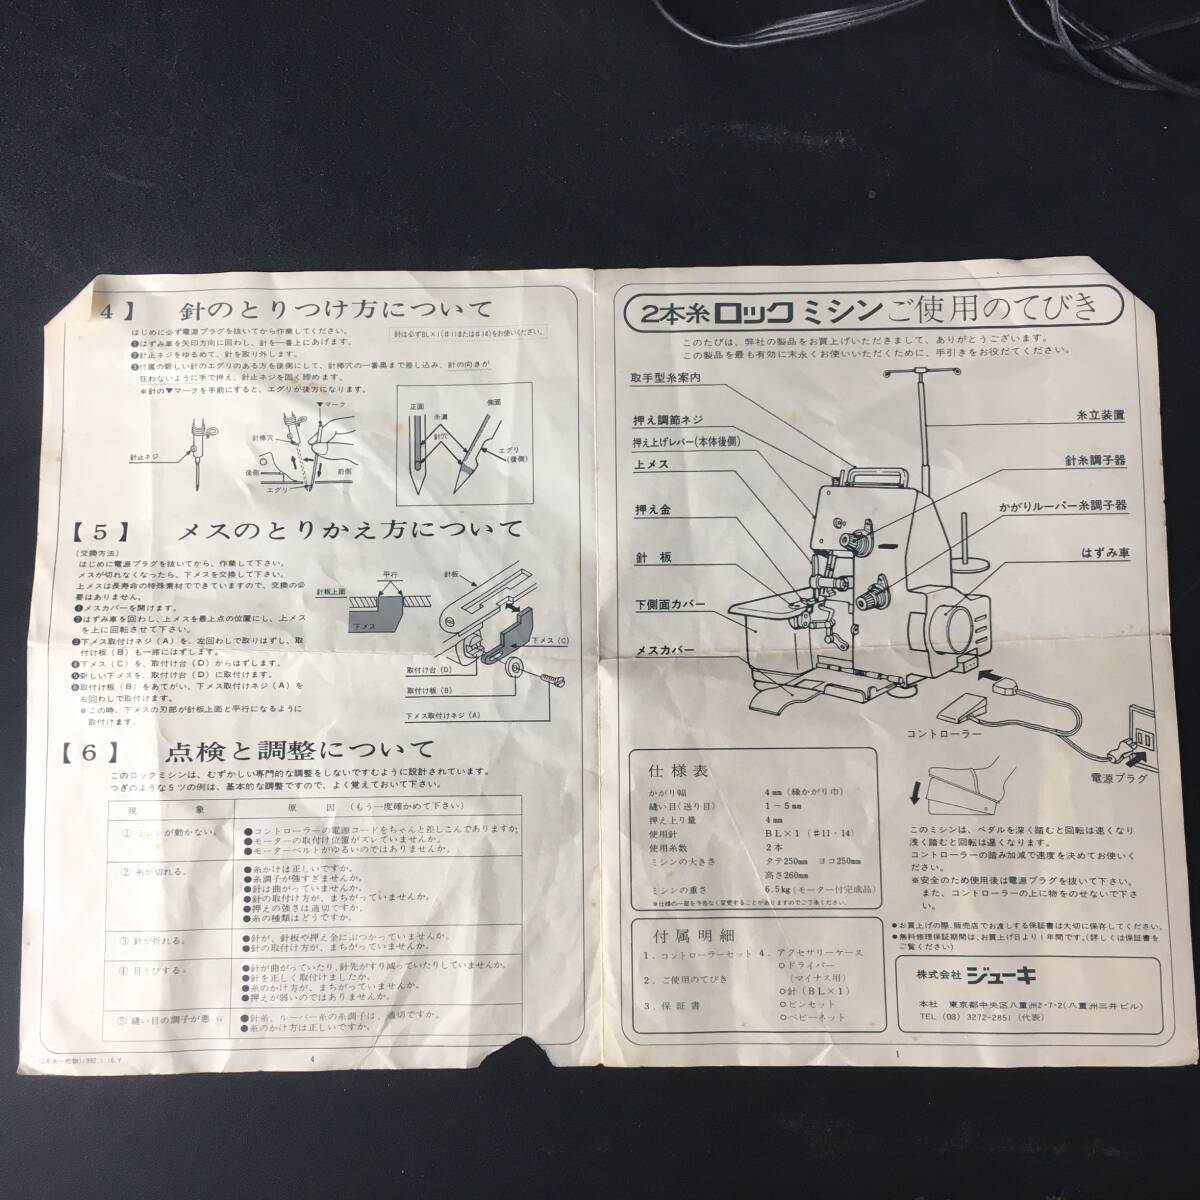 4】 針のとりつけ方について
はじめに必ず電源プラグを抜いてから作業してください。
針は必ずBL×1(♯11または♯14)をお使いください。
❶はずみ車を矢印方向に回わし、針を一番上にあげます。
❷針止ネジをゆるめて、針を取り外します。
❸付属の新しい針のエグリのある方を後側にして、針棒穴の一番奥まで差し込み、針の向きが
狂わないように手で押え、針止ネジを固く締めます。
※針の▼マークを手前にすると、エグリが後方になります。
針止ネジ
▼マーク
針棒穴
後側
前側
エグリ
正面
側面
糸溝
針穴
エグリ
(後側)
【5】 メスのとりかえ方について
(交換方法)
はじめに電源プラグを抜いてから、作業して下さい。
メスが切れなくなったら、下メスを交換して下さい。
上メスは長寿命の特殊素材でできていますので、交換の必
要はありません。
❶メスカバーを開けます。
❷はずみ車を回わし、上メスを最上点の位置にし、上メス
を上に回転させて下さい。
❸下メス取付けネジ(A)を、左回わしで取りはずし、取
付け板(B)も一緒にはずします。
❹下メス(C)を、取付け台(D)からはずします。
❺新しい下メスを、取付け台(D)に取付けます。
❻取付け板(B)をあてがい、下メス取付けネジ(A)を
右回わしで取付けます。
※この時、下メスの刃部が針板上面と平行になるように
取付けます。
平行
針板上面
下メス
針板
下メス(C)
取付け台(D)
取付け板(B)
下メス取付けネジ(A)
【6】 点検と調整について
このロックミシンは、むずかしい専門的な調整をしないですむように設計されています。
つぎのような5ツの例は、基本的な調整ですので、よく覚えておいて下さい。
現 象
原 因 (もう一度確かめて下さい)
① ミシンが動かない。
●コントローラーの電源コードをちゃんと差しこんでありますか。
●モーターの取付け位置がズレていませんか。
●モーターベルトがゆるいのではありませんか。
② 糸が切れる。
●糸かけは正しいですか。
●糸調子が強すぎませんか。
●針は曲がっていませんか。
●針の取付け方が、まちがっていませんか。
●押えの強さは適切ですか。
●糸の種類はどうですか。
③ 針が折れる。
●針が、針板や押え金にぶつかっていませんか。
●針の取付け方が、まちがっていませんか。
④ 目とびする。
●針が曲がっていたり、針先がすり減っていたりしていませんか。
●針を正しく取付けましたか。
●糸のかけ方が、まちがっていませんか。
●押えが弱いのではありませんか。
⑤ 縫い目の調子が悪い。
●針糸、ルーパー糸の糸調子は、適切ですか。
●糸のかけ方は正しいですか。
1992.1.16.Y
4
2本糸ロックミシンご使用のてびき
このたびは、弊社の製品をお買上げいただきまして、ありがとうございます。
この製品を最も有効に末永くお使いいただくために、手引きをお役だてください。
取手型糸案内
押え調節ネジ
押え上げレバー(本体後側)
上メス
押え金
針 板
下側面カバー
メスカバー
糸立装置
針糸調子器
かがりルーパー糸調子器
はずみ車
コントローラー
電源プラグ
仕様表
かがり幅 4㎜(縁かがり巾)
縫い目(送り目) 1～5㎜
押え上り量 4㎜
使用針 BL×1(♯11・14)
使用糸数 2本
ミシンの大きさ タテ250㎜ ヨコ250㎜
高さ260㎜
ミシンの重さ 6.5㎏(モーター付完成品)
※仕様の一部を予告なく変更することがありますのでご了承ください。
付属明細
1．コントローラーセット
2．ご使用のてびき
3．保証書
4．アクセサリーケース
○ドライバー
(マイナス用)
○針(BL×1)
○ピンセット
○ベビーネット
このミシンは、ペダルを深く踏むと回転は速くなり
浅く踏むと回転は遅くなります。
コントローラーの踏み加減で速度を決めてお使いく
ださい。
※安全のため使用後は電源プラグを抜いて下さい。
また、コントローラーの上に物をのせないで下さ
い。
●お買上げの際、販売店でお渡しする保証書は大切に保存してください。
●無料修理保証期間は、お買上げ日より1年間です。(詳しくは保証書を
ご覧ください)
株式会社 ジューキ
本社 東京都中央区八重洲2-7-2(八重洲三井ビル)
TEL (03) 3272-2851 (代表)
1